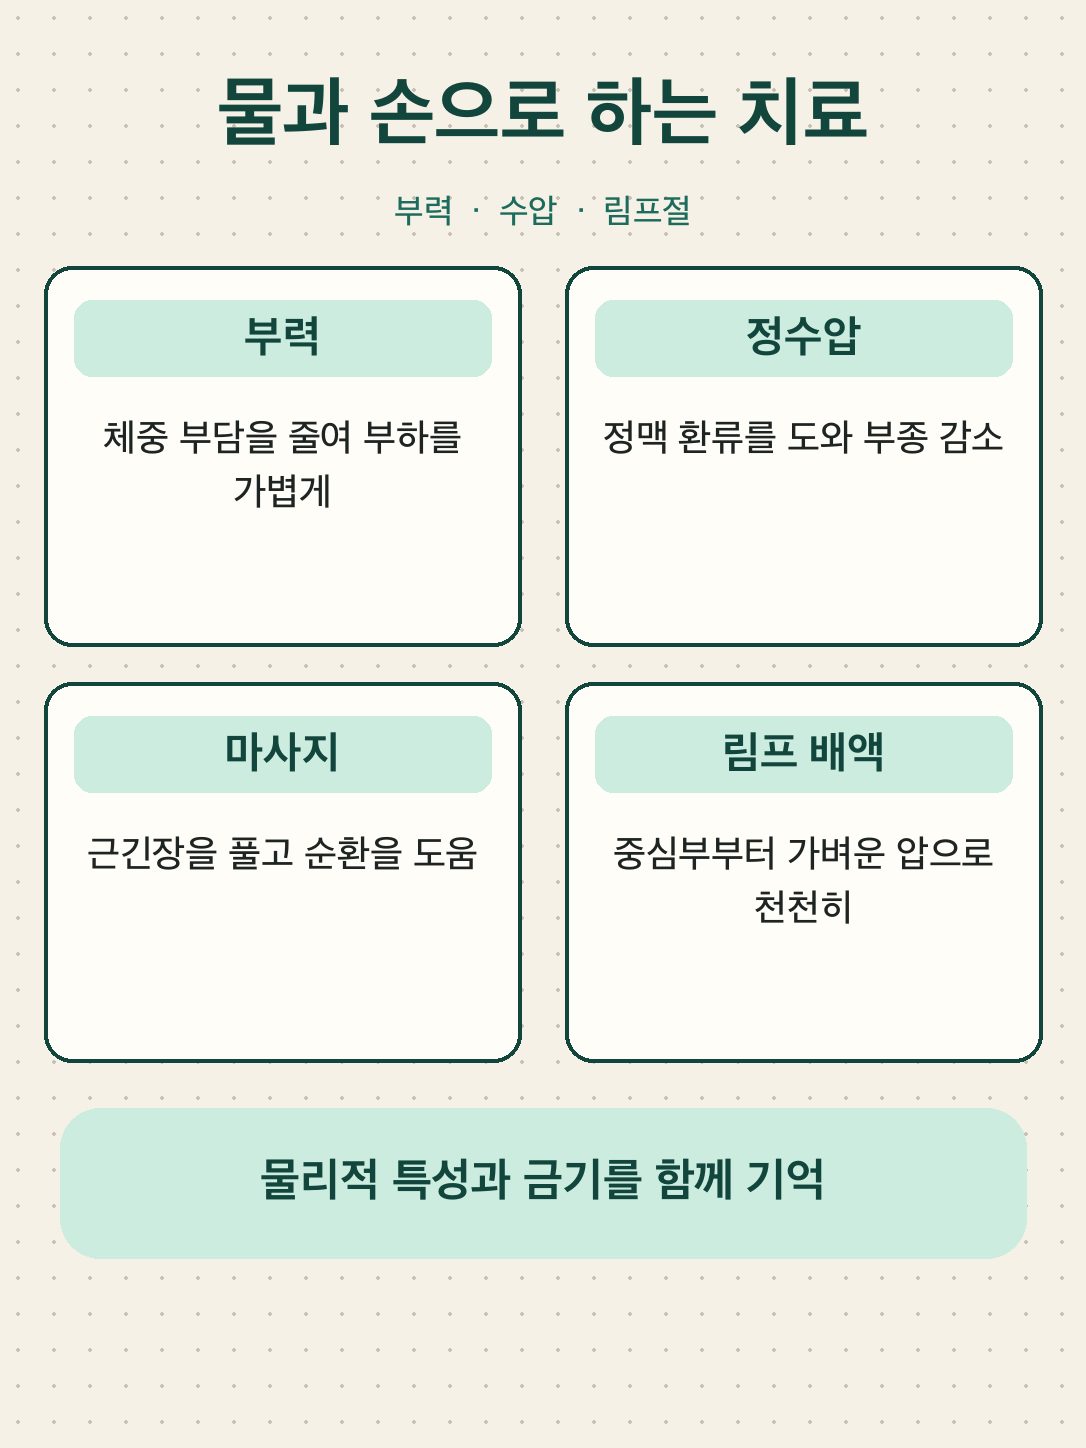 물과 손으로 하는 치료
부력 · 수압 · 림프절
부력
체중 부담을 줄여 부하를
가볍게
정수압
정맥 환류를 도와 부종 감소
마사지
근긴장을 풀고 순환을 도움
림프 배액
중심부부터 가벼운 압으로
천천히
물리적 특성과 금기를 함께 기억